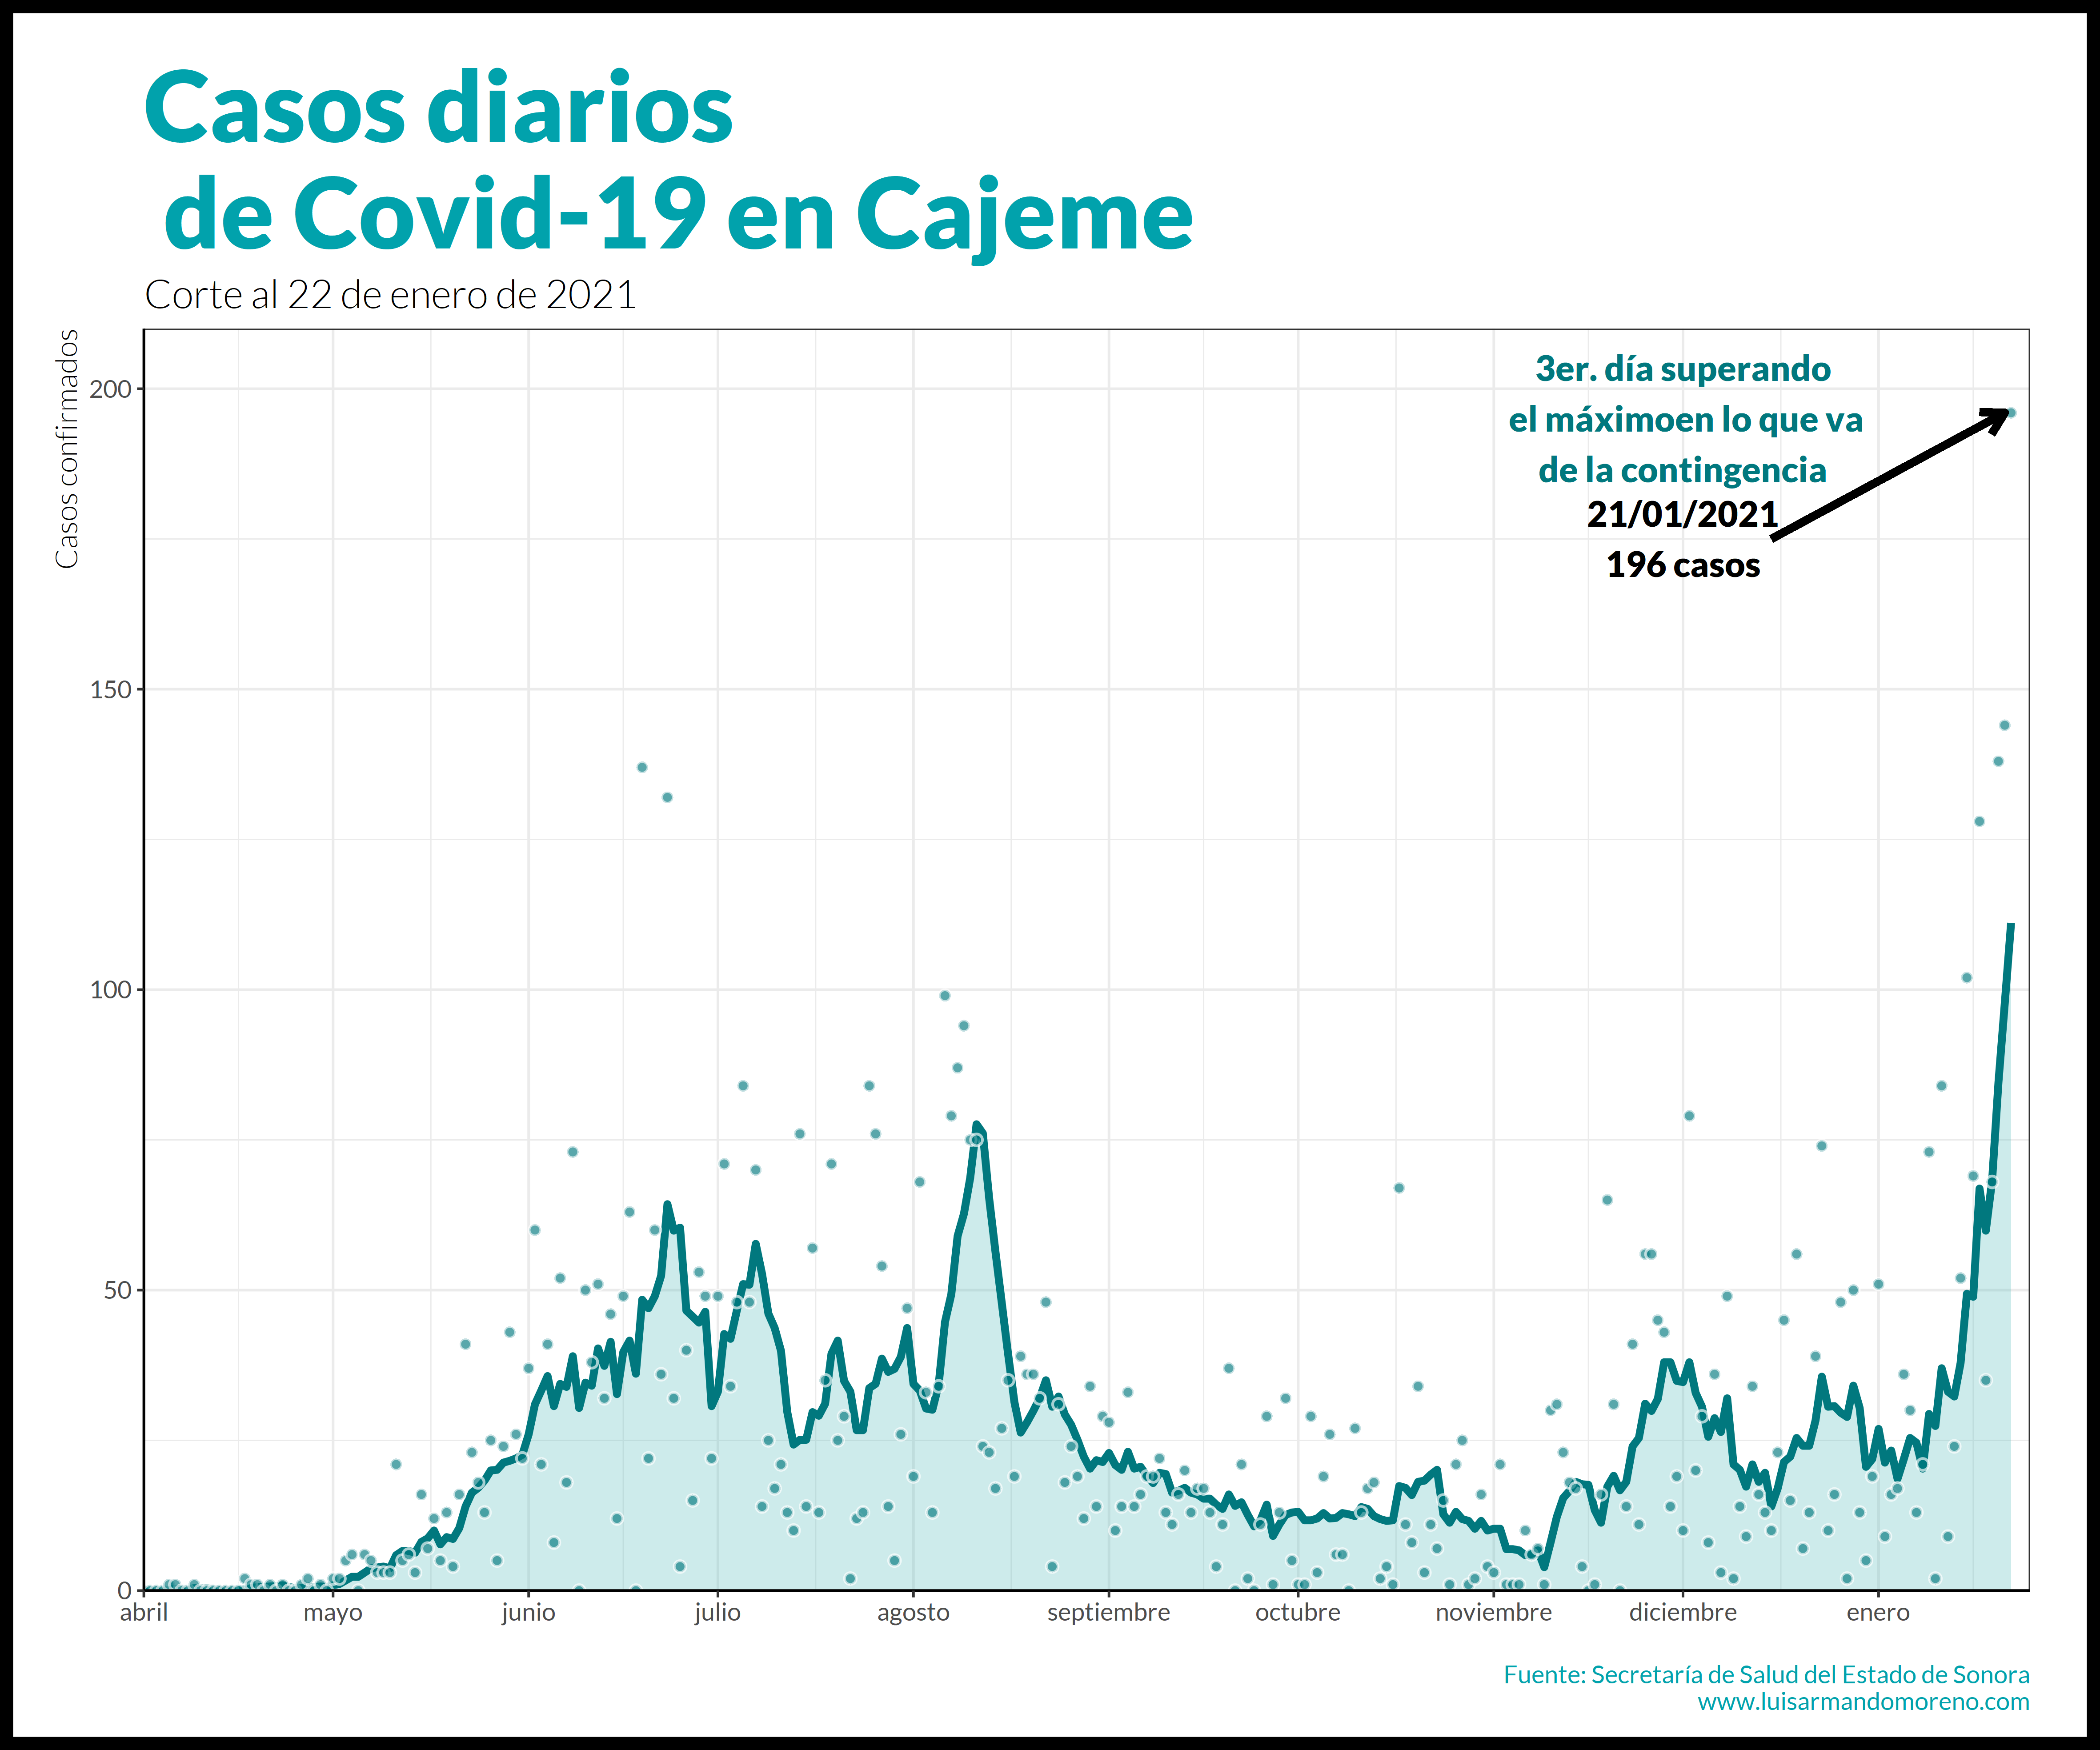 Casos diarios
de Covid-19 en Cajeme
Corte al 22 de enero de 2021
Casos confirmados
200
150
100
50
0
3er. día superando
el máximoen lo que va
de la contingencia
21/01/2021
196 casos
abril mayo junio julio agosto septiembre octubre noviembre diciembre enero
Fuente: Secretaría de Salud del Estado de Sonora
www.luisarmandomoreno.com